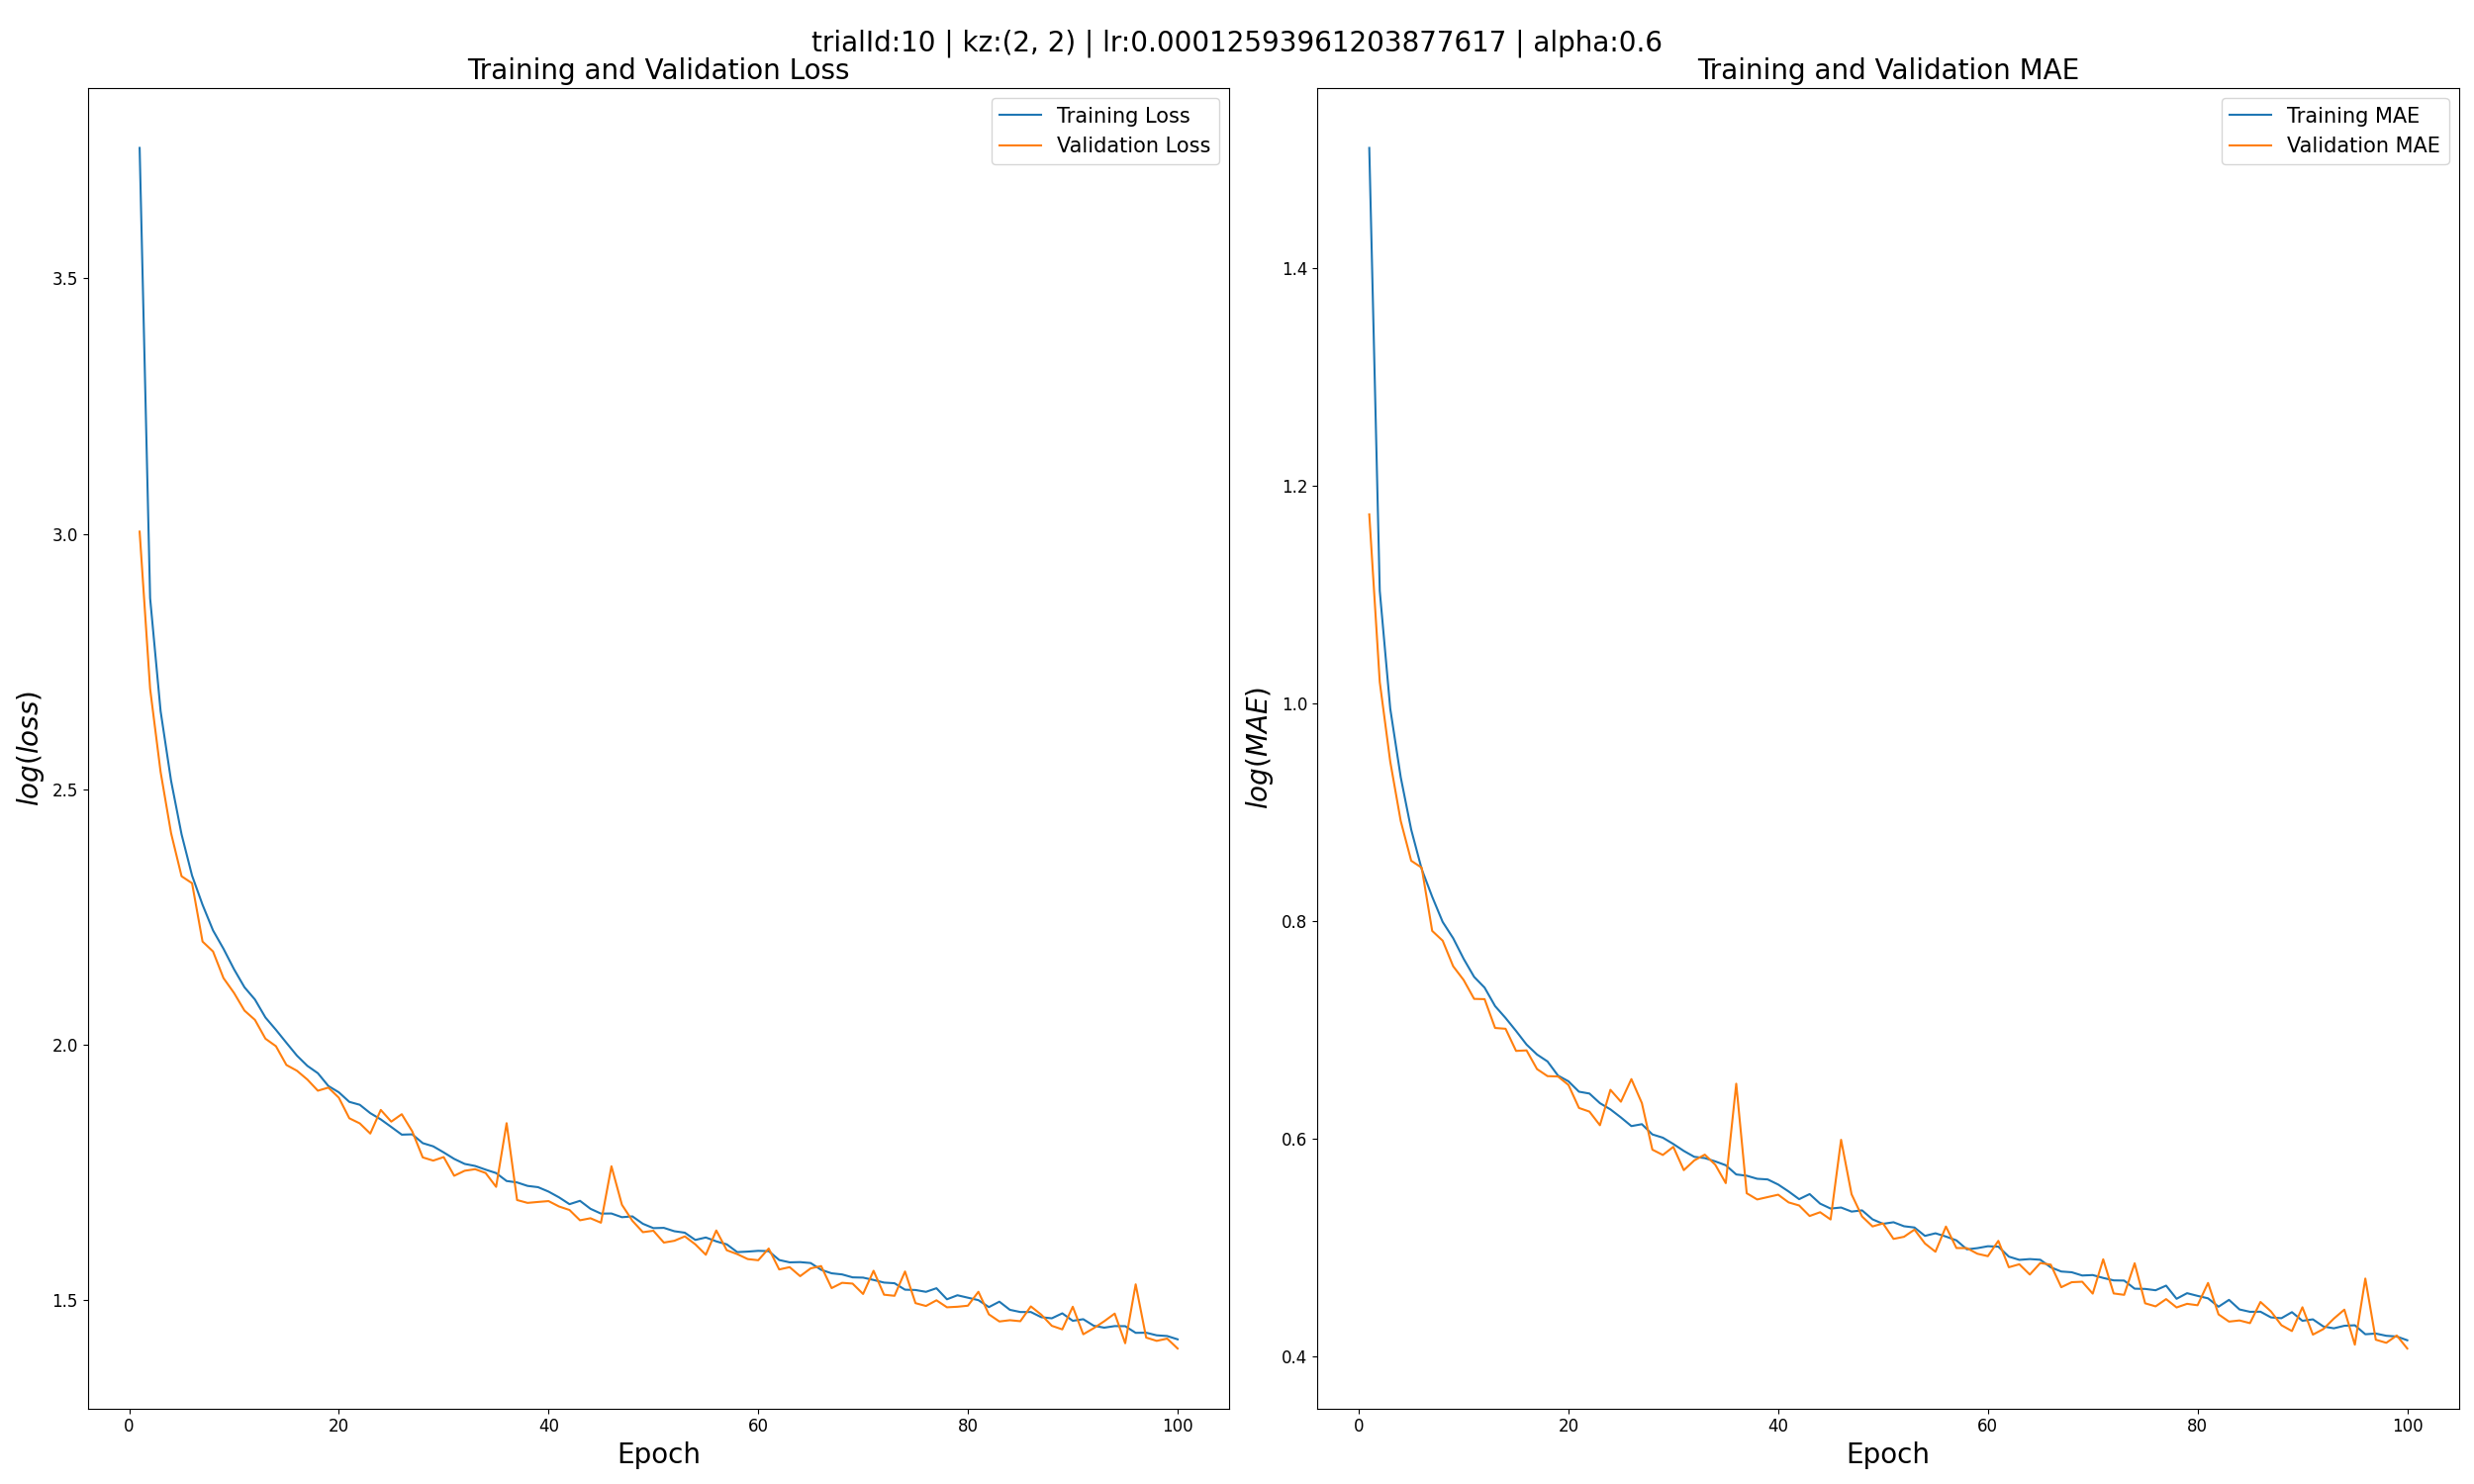 trialId:10 | kz:(2, 2) | lr:0.00012593961203877617 | alpha:0.6
Training and Validation Loss
Training Loss
Validation Loss
3.5
3.0
2.5
2.0
1.5
log(loss)
0 20 40 60 80 100
Epoch
Training and Validation MAE
Training MAE
Validation MAE
1.4
1.2
1.0
0.8
0.6
0.4
log(MAE)
0 20 40 60 80 100
Epoch